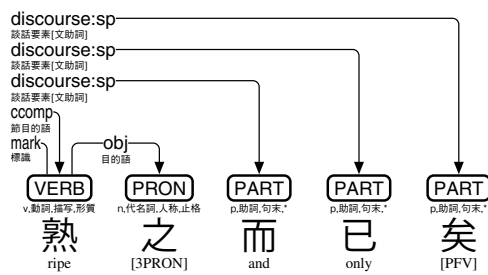 discourse:sp
談話要素[文助詞]
discourse:sp
談話要素[文助詞]
discourse:sp
談話要素[文助詞]
ccomp
節目的語
mark obj
標識 目的語
VERB PRON PART PART PART
v,動詞,描写,形質 n,代名詞,人称,止格 p,助詞,句末,* p,助詞,句末,* p,助詞,句末,*
熟 之 而 已 矣
ripe [3PRON] and only [PFV]